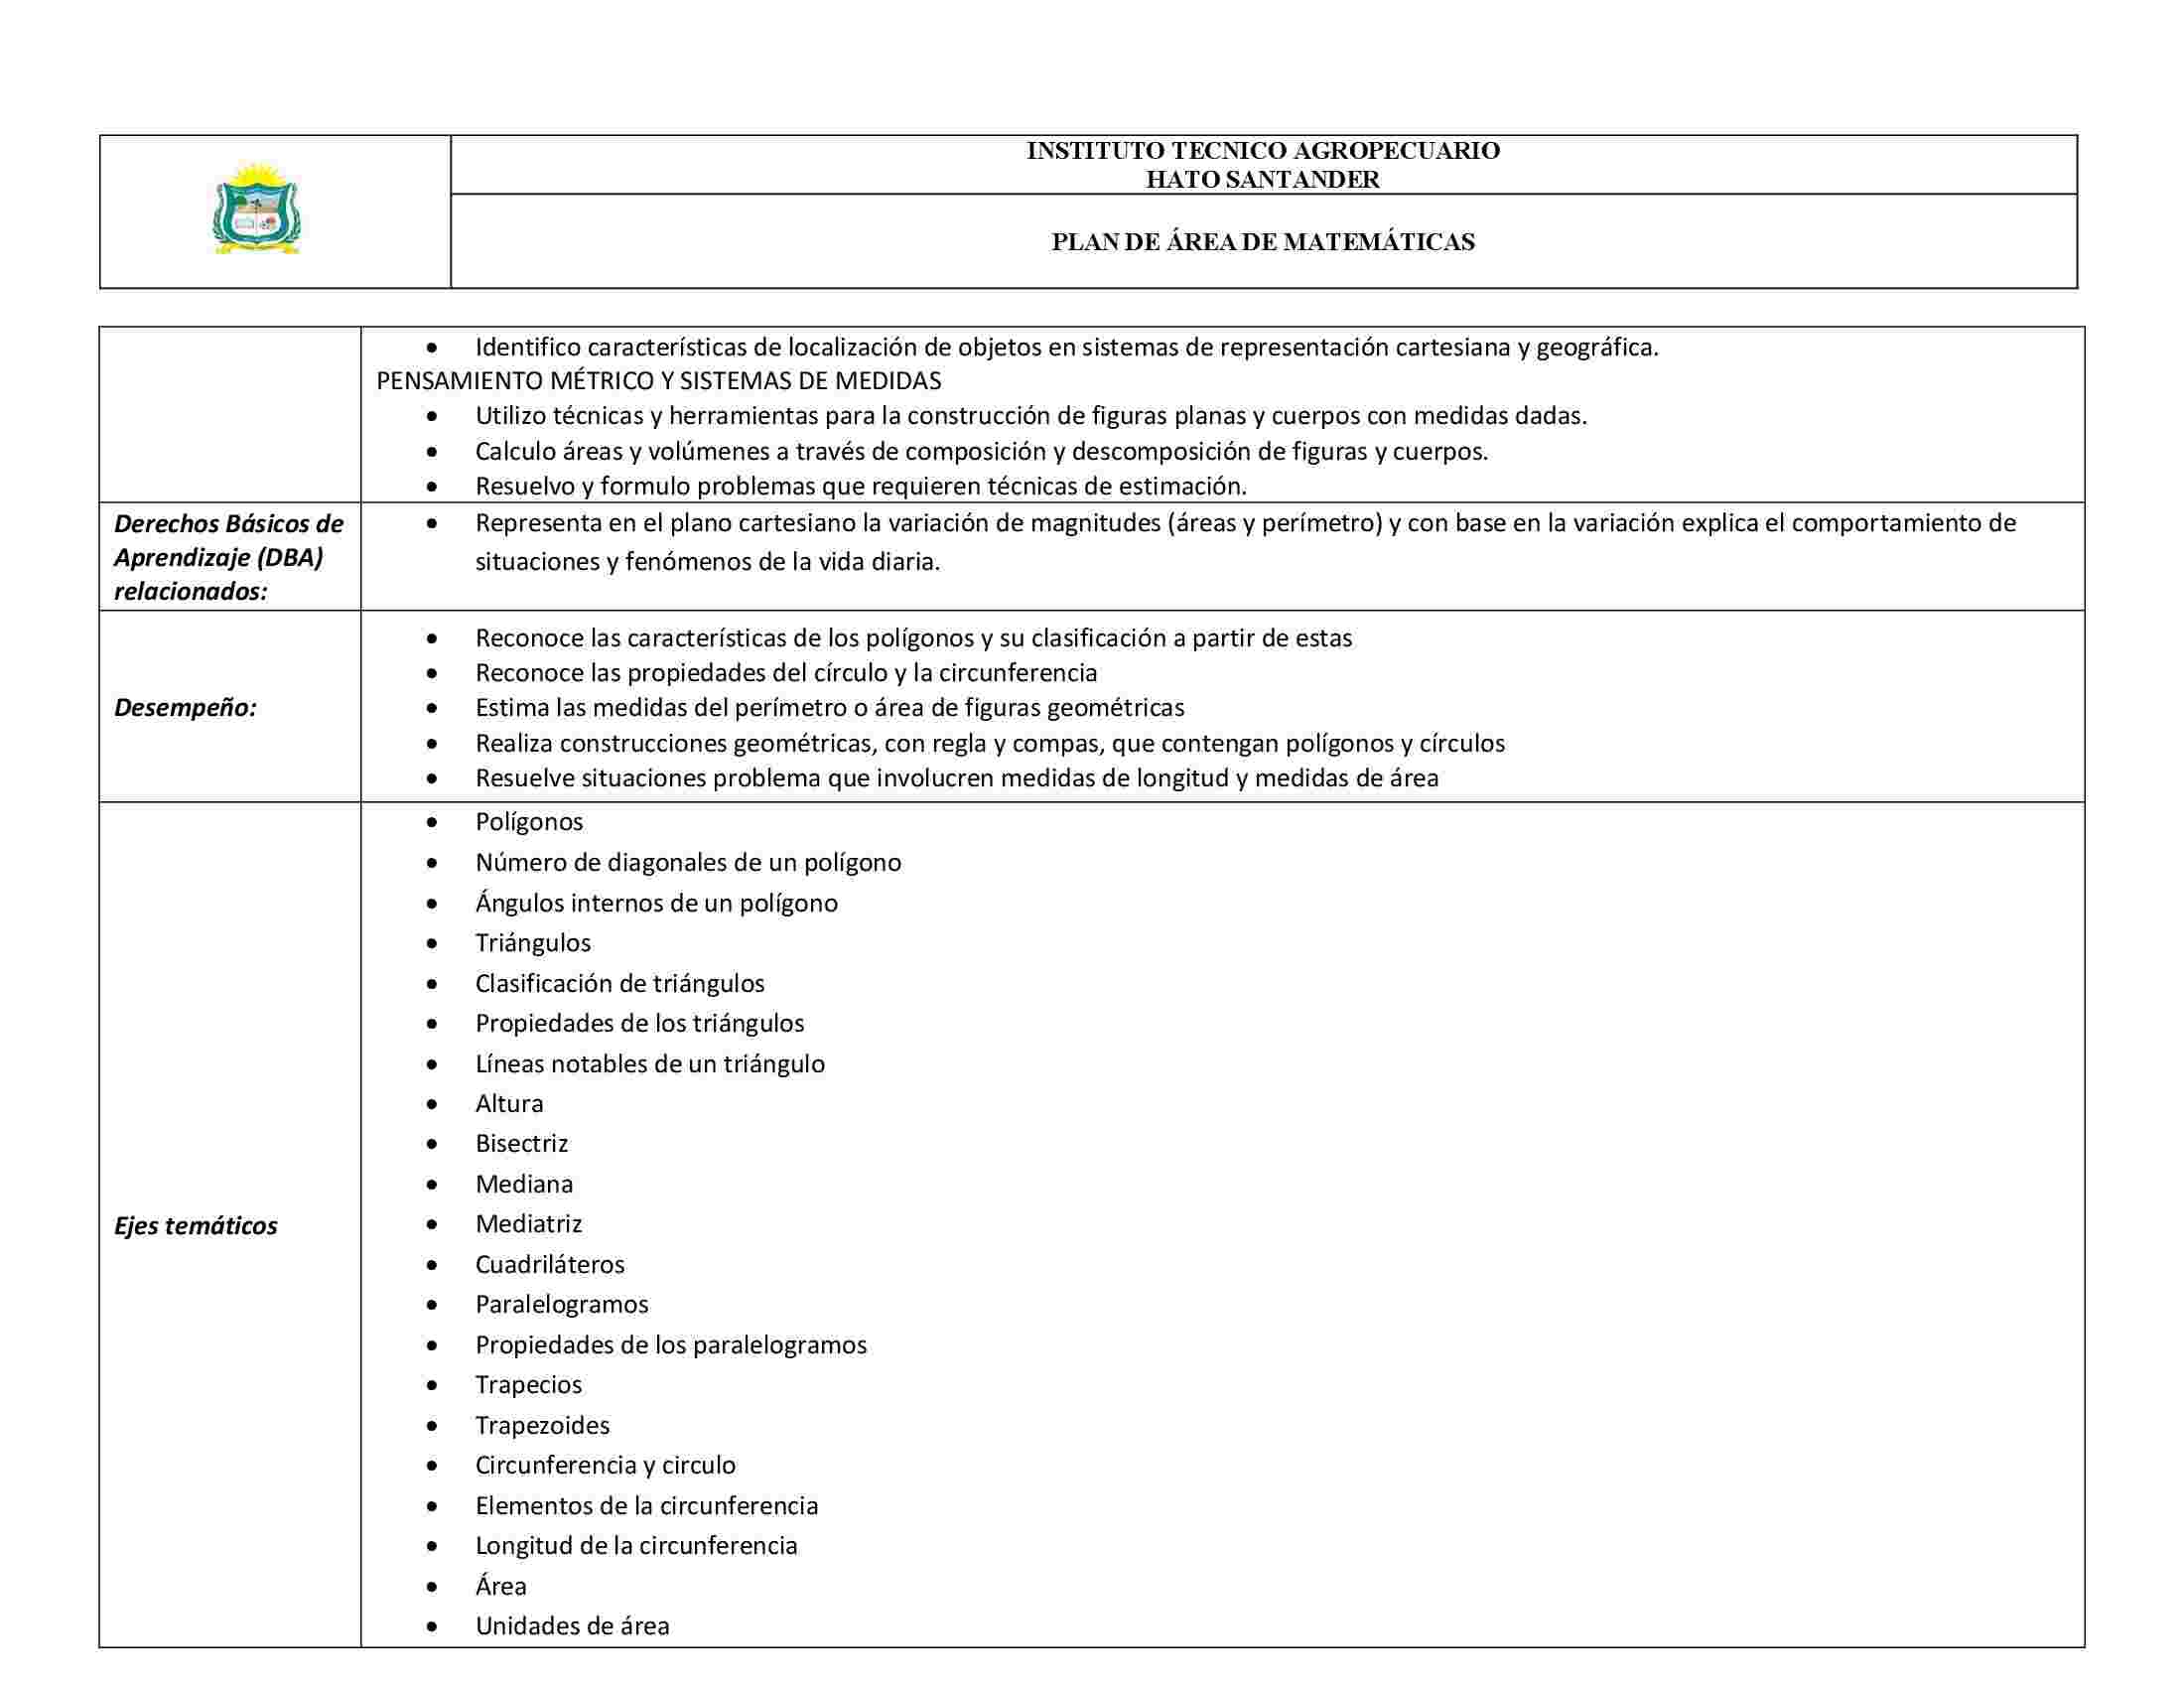 INSTITUTO TECNICO AGROPECUARIO
HATO SANTANDER
PLAN DE ÁREA DE MATEMÁTICAS
• Identifico características de localización de objetos en sistemas de representación cartesiana y geográfica.
PENSAMIENTO MÉTRICO Y SISTEMAS DE MEDIDAS
• Utilizo técnicas y herramientas para la construcción de figuras planas y cuerpos con medidas dadas.
• Calculo áreas y volúmenes a través de composición y descomposición de figuras y cuerpos.
• Resuelvo y formulo problemas que requieren técnicas de estimación.
Derechos Básicos de
Aprendizaje (DBA)
relacionados:
• Representa en el plano cartesiano la variación de magnitudes (áreas y perímetro) y con base en la variación explica el comportamiento de
situaciones y fenómenos de la vida diaria.
Desempeño:
• Reconoce las características de los polígonos y su clasificación a partir de estas
• Reconoce las propiedades del círculo y la circunferencia
• Estima las medidas del perímetro o área de figuras geométricas
• Realiza construcciones geométricas, con regla y compas, que contengan polígonos y círculos
• Resuelve situaciones problema que involucren medidas de longitud y medidas de área
Ejes temáticos
• Polígonos
• Número de diagonales de un polígono
• Ángulos internos de un polígono
• Triángulos
• Clasificación de triángulos
• Propiedades de los triángulos
• Líneas notables de un triángulo
• Altura
• Bisectriz
• Mediana
• Mediatriz
• Cuadriláteros
• Paralelogramos
• Propiedades de los paralelogramos
• Trapecios
• Trapezoides
• Circunferencia y circulo
• Elementos de la circunferencia
• Longitud de la circunferencia
• Área
• Unidades de área